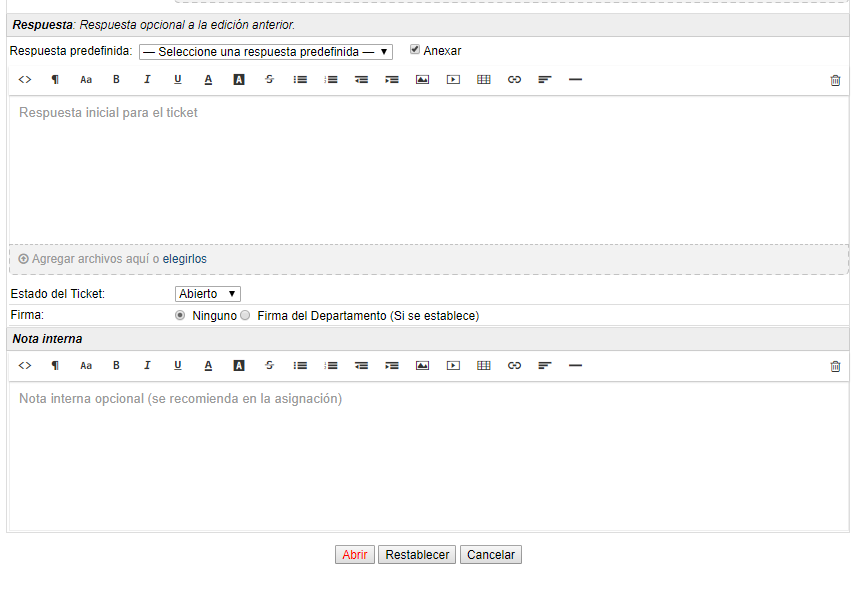 Respuesta: Respuesta opcional a la edición anterior.
Respuesta predefinida: — Seleccione una respuesta predefinida — Anexar
<> ¶ Aa B I U A A S
Respuesta inicial para el ticket
Agregar archivos aquí o elegirlos
Estado del Ticket: Abierto
Firma: Ninguno Firma del Departamento (Si se establece)
Nota interna
<> ¶ Aa B I U A A S
Nota interna opcional (se recomienda en la asignación)
Abrir Restablecer Cancelar